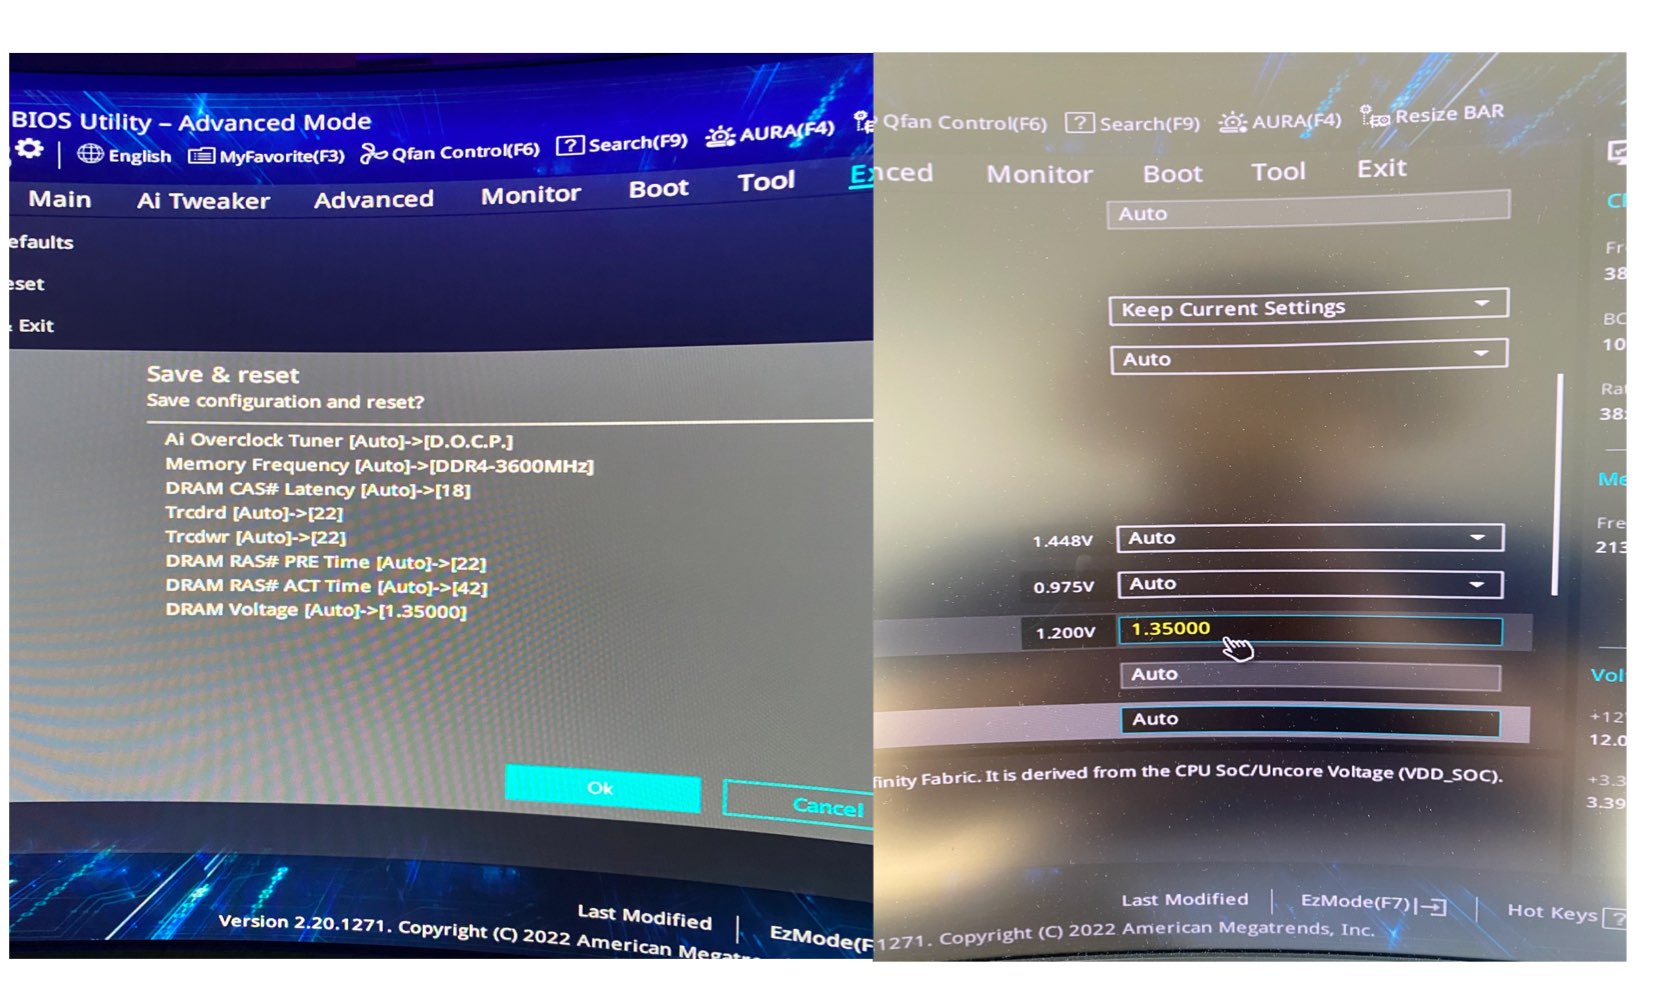 BIOS Utility – Advanced Mode
English MyFavorite(F3) Qfan Control(F6) ? Search(F9) AURA(F4)
Main Ai Tweaker Advanced Monitor Boot Tool Ex
efaults
eset
& Exit
Save & reset
Save configuration and reset?
Ai Overclock Tuner [Auto]->[D.O.C.P.]
Memory Frequency [Auto]->[DDR4-3600MHz]
DRAM CAS# Latency [Auto]->[18]
Trcdrd [Auto]->[22]
Trcdwr [Auto]->[22]
DRAM RAS# PRE Time [Auto]->[22]
DRAM RAS# ACT Time [Auto]->[42]
DRAM Voltage [Auto]->[1.35000]
Ok
Cancel
Last Modified EzMode(F
Version 2.20.1271. Copyright (C) 2022 American Megatre
Qfan Control(F6) ? Search(F9) AURA(F4) Resize BAR
nced Monitor Boot Tool Exit
Auto
Keep Current Settings
Auto
1.448V Auto
0.975V Auto
1.200V 1.35000
Auto
Auto
finity Fabric. It is derived from the CPU SoC/Uncore Voltage (VDD_SOC).
Last Modified EzMode(F7) Hot Keys ?
1271. Copyright (C) 2022 American Megatrends, Inc.
Fr
38
BC
10
Ra
38
Me
Fre
213
Vol
+12
12.0
+3.3
3.39